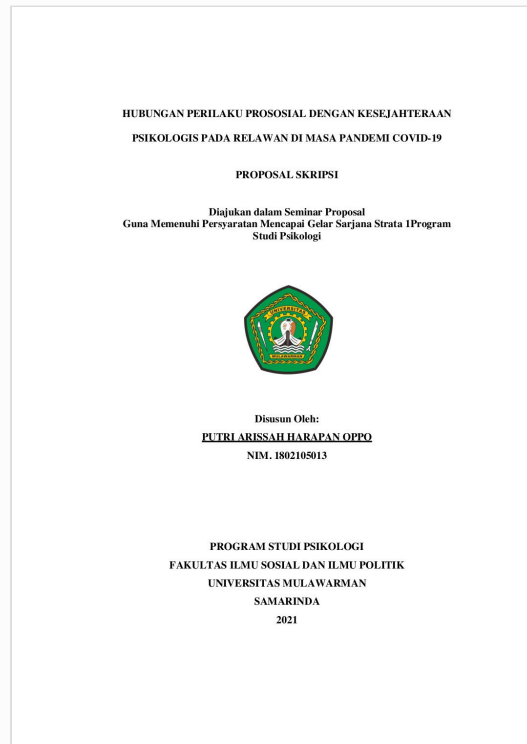 HUBUNGAN PERILAKU PROSOSIAL DENGAN KESEJAHTERAAN
PSIKOLOGIS PADA RELAWAN DI MASA PANDEMI COVID-19
PROPOSAL SKRIPSI
Diajukan dalam Seminar Proposal
Guna Memenuhi Persyaratan Mencapai Gelar Sarjana Strata 1Program
Studi Psikologi
UNIVERSITAS
MULAWARMAN
Disusun Oleh:
PUTRI ARISSAH HARAPAN OPPO
NIM. 1802105013
PROGRAM STUDI PSIKOLOGI
FAKULTAS ILMU SOSIAL DAN ILMU POLITIK
UNIVERSITAS MULAWARMAN
SAMARINDA
2021